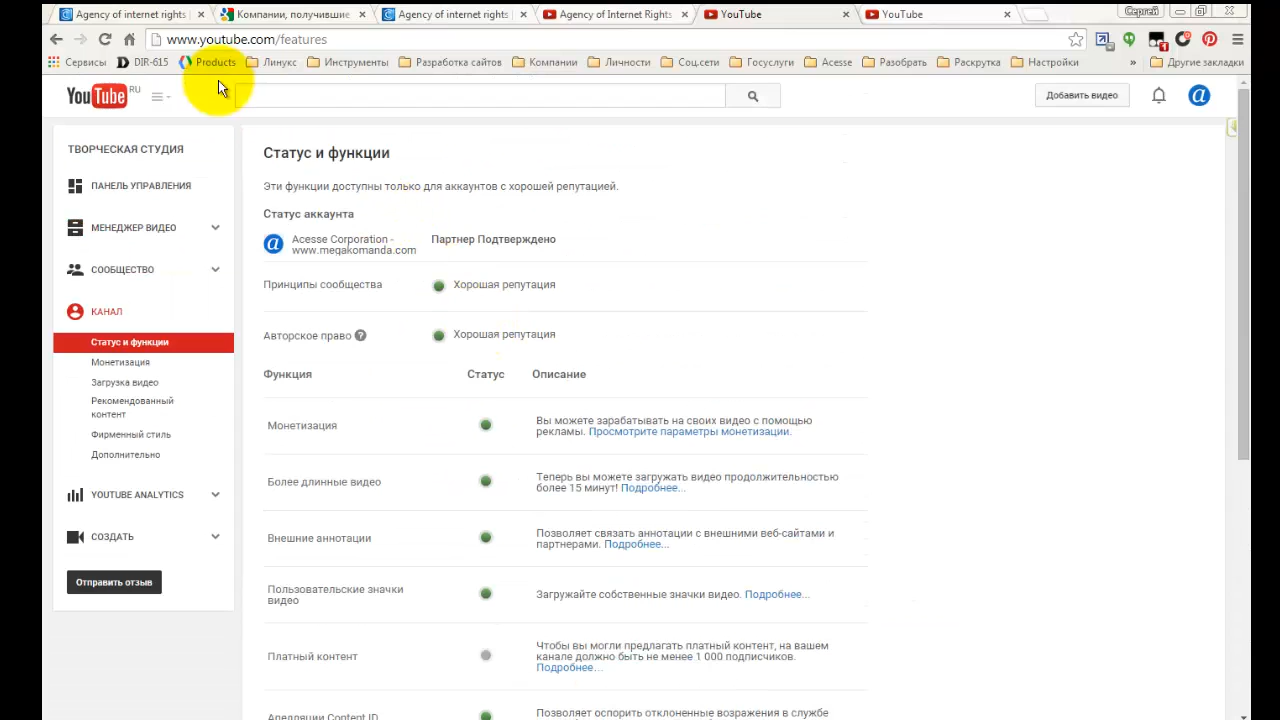 Agency of internet rights
Компании, получившие
Agency of internet rights
Agency of Internet Rights
YouTube
YouTube
Сергей
www.youtube.com/features
Сервисы
DIR-615
Products
Линукс
Инструменты
Разработка сайтов
Компании
Личности
Соц.сети
Госуслуги
Acesse
Разобрать
Раскрутка
Настройки
»
Другие закладки
YouTube RU
Добавить видео
ТВОРЧЕСКАЯ СТУДИЯ
ПАНЕЛЬ УПРАВЛЕНИЯ
МЕНЕДЖЕР ВИДЕО
СООБЩЕСТВО
КАНАЛ
Статус и функции
Монетизация
Загрузка видео
Рекомендованный
контент
Фирменный стиль
Дополнительно
YOUTUBE ANALYTICS
СОЗДАТЬ
Отправить отзыв
Статус и функции
Эти функции доступны только для аккаунтов с хорошей репутацией.
Статус аккаунта
Acesse Corporation -
www.megakomanda.com
Партнер Подтверждено
Принципы сообщества
Хорошая репутация
Авторское право ?
Хорошая репутация
Функция Статус Описание
Монетизация
Вы можете зарабатывать на своих видео с помощью
рекламы. Просмотрите параметры монетизации.
Более длинные видео
Теперь вы можете загружать видео продолжительностью
более 15 минут! Подробнее...
Внешние аннотации
Позволяет связать аннотации с внешними веб-сайтами и
партнерами. Подробнее...
Пользовательские значки
видео
Загружайте собственные значки видео. Подробнее...
Платный контент
Чтобы вы могли предлагать платный контент, на вашем
канале должно быть не менее 1 000 подписчиков.
Подробнее...
Апелляции Content ID
Позволяет оспорить отклоненные возражения в службе